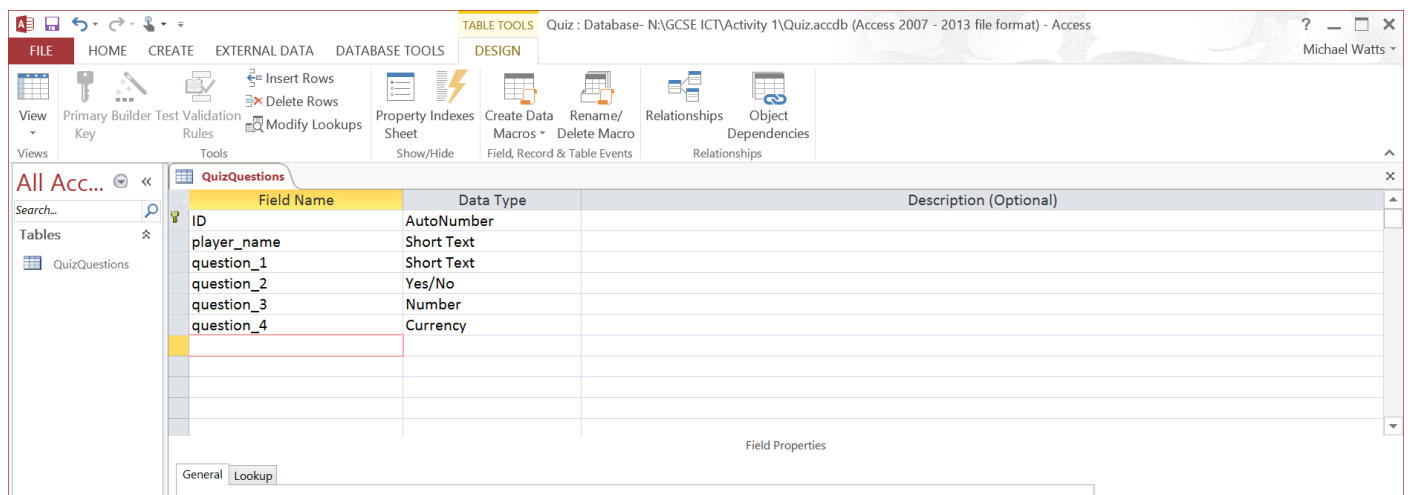 TABLE TOOLS Quiz : Database- N:\GCSE ICT\Activity 1\Quiz.accdb (Access 2007 - 2013 file format) - Access ?
FILE HOME CREATE EXTERNAL DATA DATABASE TOOLS DESIGN Michael Watts
View
Primary Key
Builder
Test Validation Rules
Insert Rows
Delete Rows
Modify Lookups
Property Sheet
Indexes
Create Data Macros
Rename/ Delete Macro
Relationships
Object Dependencies
Views Tools Show/Hide Field, Record & Table Events Relationships
All Acc... «
Search...
Tables
QuizQuestions
QuizQuestions
Field Name Data Type Description (Optional)
ID AutoNumber
player_name Short Text
question_1 Short Text
question_2 Yes/No
question_3 Number
question_4 Currency
Field Properties
General Lookup